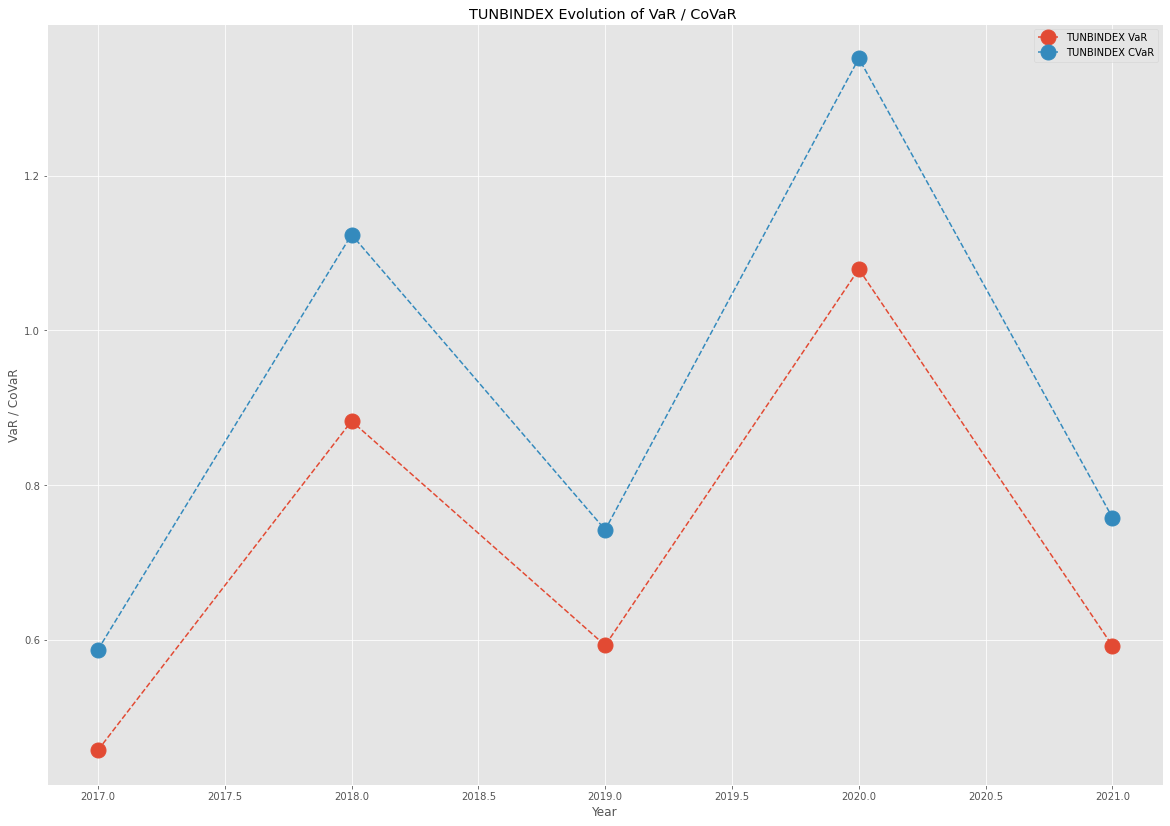 TUNBINDEX Evolution of VaR / CoVaR
TUNBINDEX VaR
TUNBINDEX CVaR
VaR / CoVaR
1.2
1.0
0.8
0.6
2017.0 2017.5 2018.0 2018.5 2019.0 2019.5 2020.0 2020.5 2021.0
Year